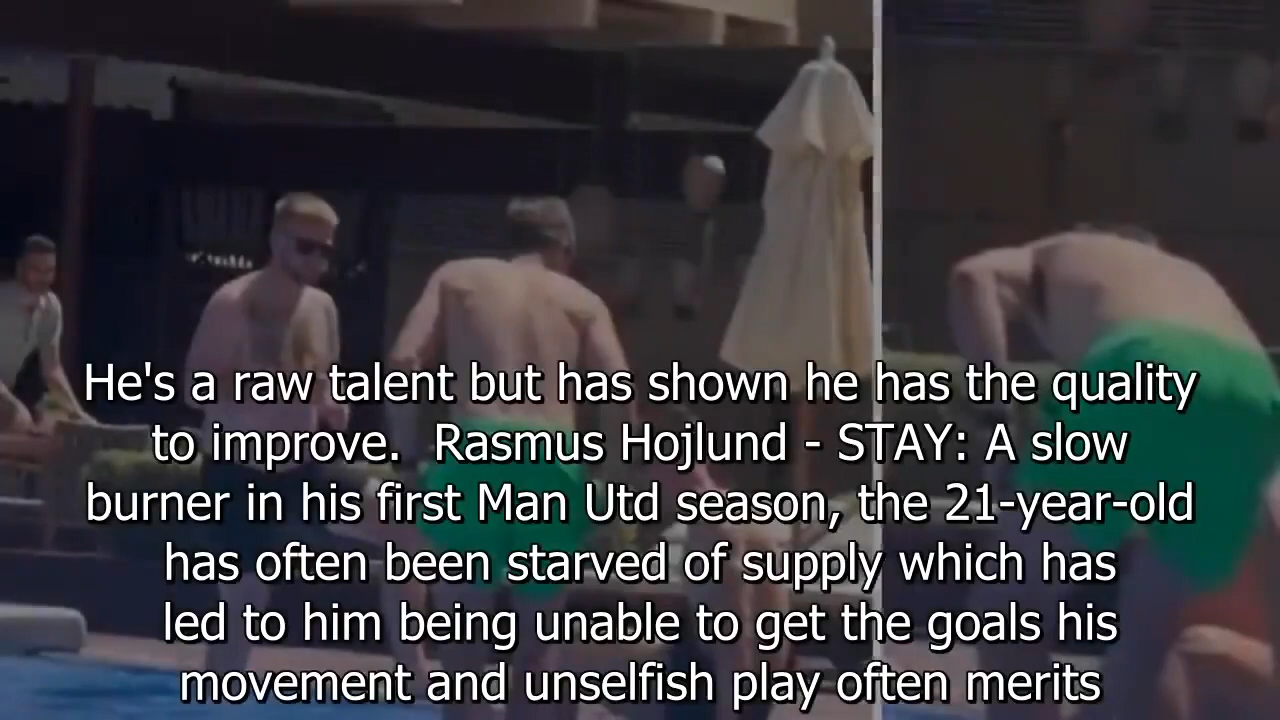 He's a raw talent but has shown he has the quality
to improve.  Rasmus Hojlund - STAY: A slow
burner in his first Man Utd season, the 21-year-old
has often been starved of supply which has
led to him being unable to get the goals his
movement and unselfish play often merits